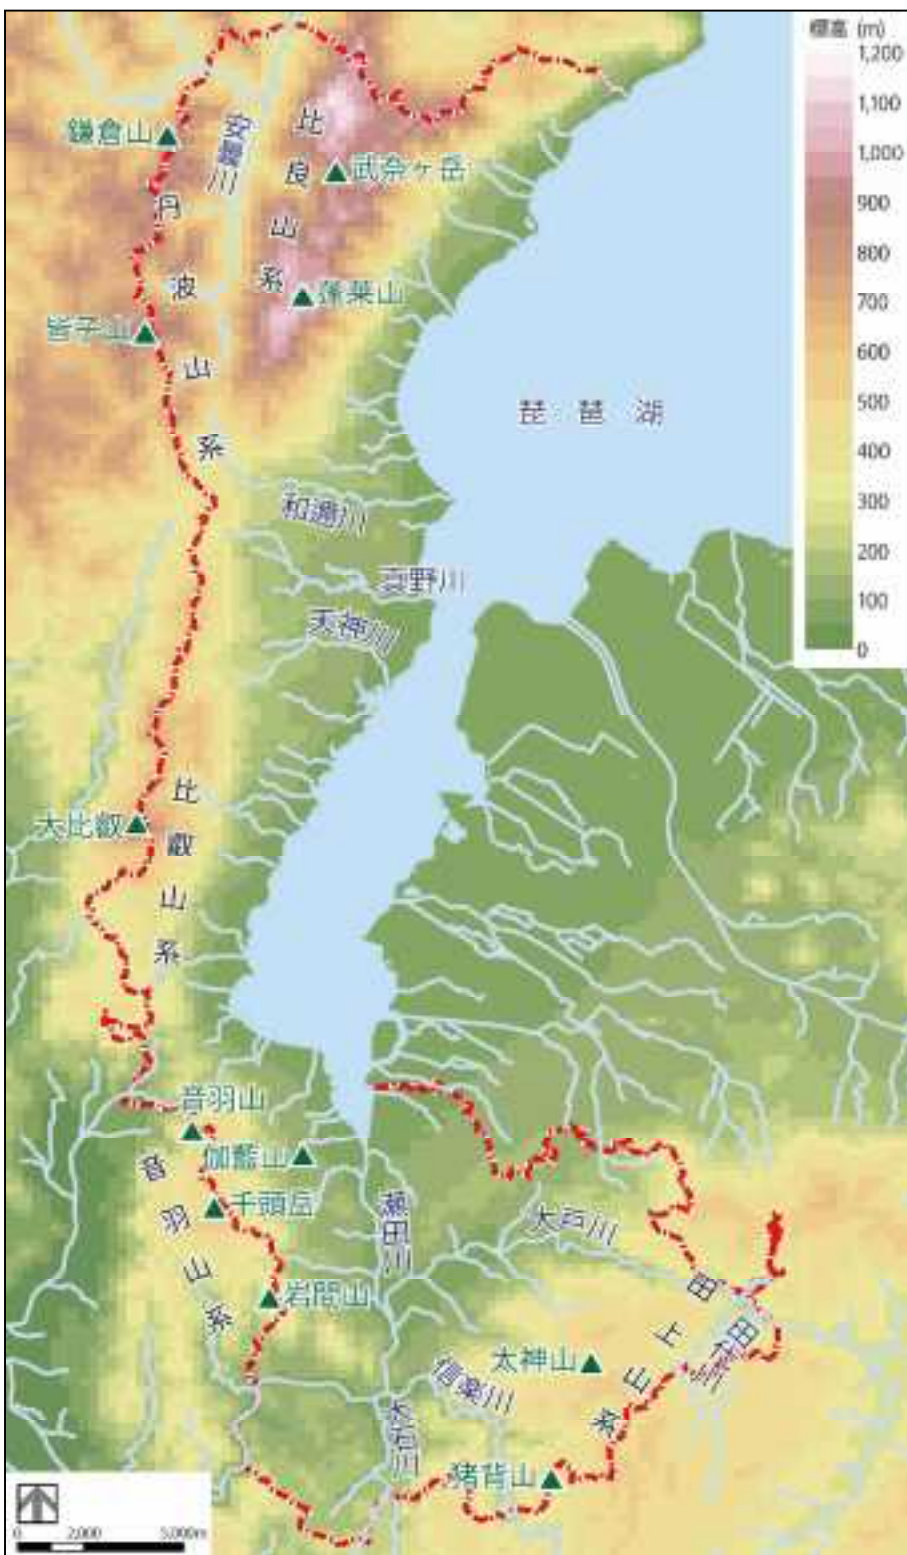 標高 (m)
1,200
1,100
1,000
900
800
700
600
500
400
300
200
100
0
鎌倉山
安曇川
比良山系
武奈ヶ岳
丹波山系
蓬莱山
皆子山
琵琶湖
和邇川
真野川
天神川
大比叡
比叡山系
音羽山
伽藍山
音羽山系
千頭岳
瀬田川
大戸川
岩間山
田上山系
太神山
信楽川
大石川
猪背山
0 2,000 5,000m